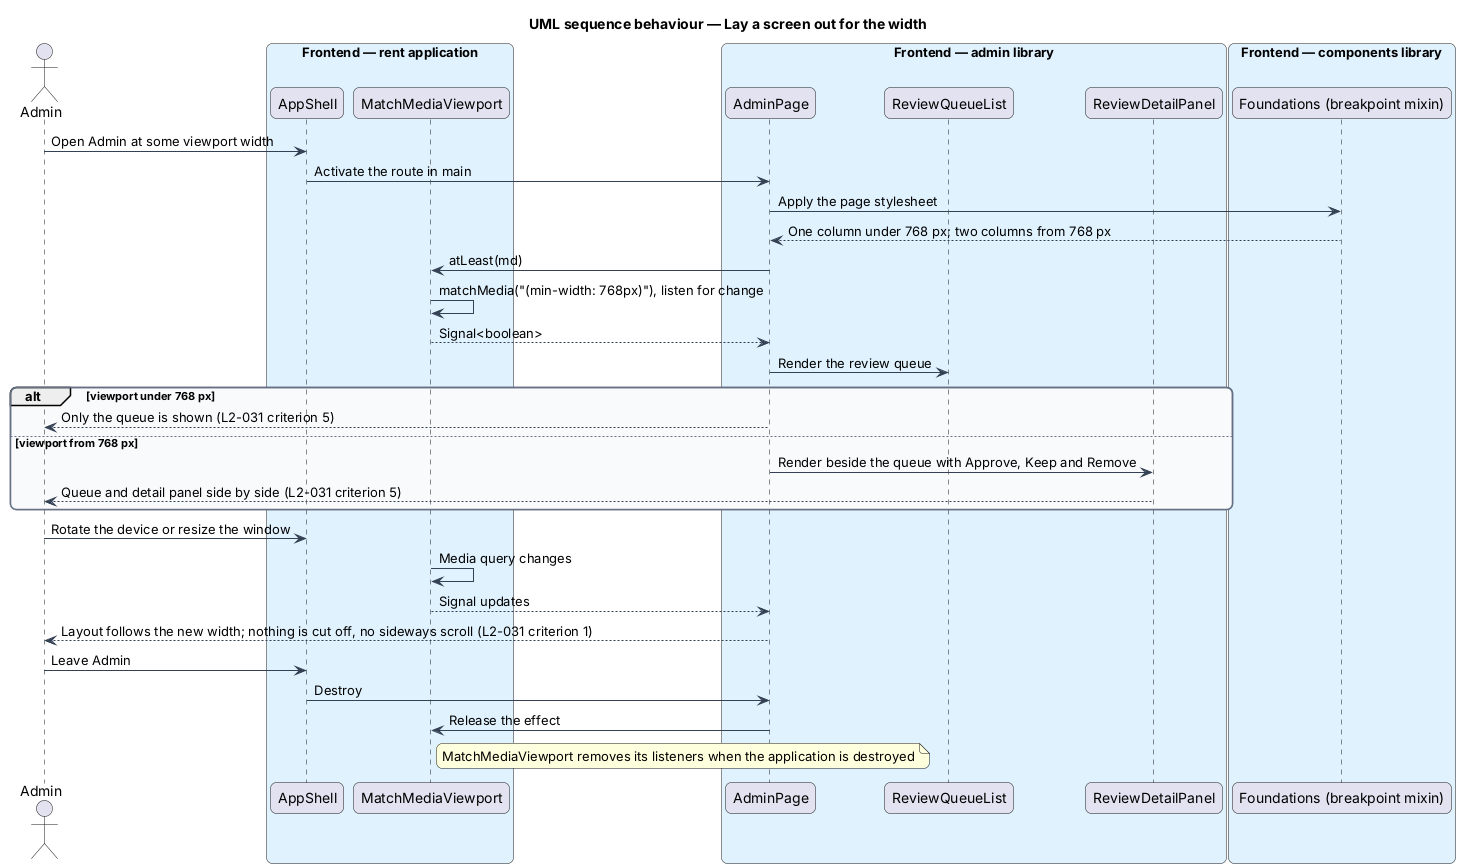 UML sequence behaviour — Lay a screen out for the width
Frontend — rent application
Frontend — admin library
Frontend — components library
Admin
AppShell
MatchMediaViewport
AdminPage
ReviewQueueList
ReviewDetailPanel
Foundations (breakpoint mixin)
Open Admin at some viewport width
Activate the route in main
Apply the page stylesheet
One column under 768 px; two columns from 768 px
atLeast(md)
matchMedia("(min-width: 768px)"), listen for change
Signal<boolean>
Render the review queue
alt [viewport under 768 px]
Only the queue is shown (L2-031 criterion 5)
[viewport from 768 px]
Render beside the queue with Approve, Keep and Remove
Queue and detail panel side by side (L2-031 criterion 5)
Rotate the device or resize the window
Media query changes
Signal updates
Layout follows the new width; nothing is cut off, no sideways scroll (L2-031 criterion 1)
Leave Admin
Destroy
Release the effect
MatchMediaViewport removes its listeners when the application is destroyed
Admin
AppShell
MatchMediaViewport
AdminPage
ReviewQueueList
ReviewDetailPanel
Foundations (breakpoint mixin)